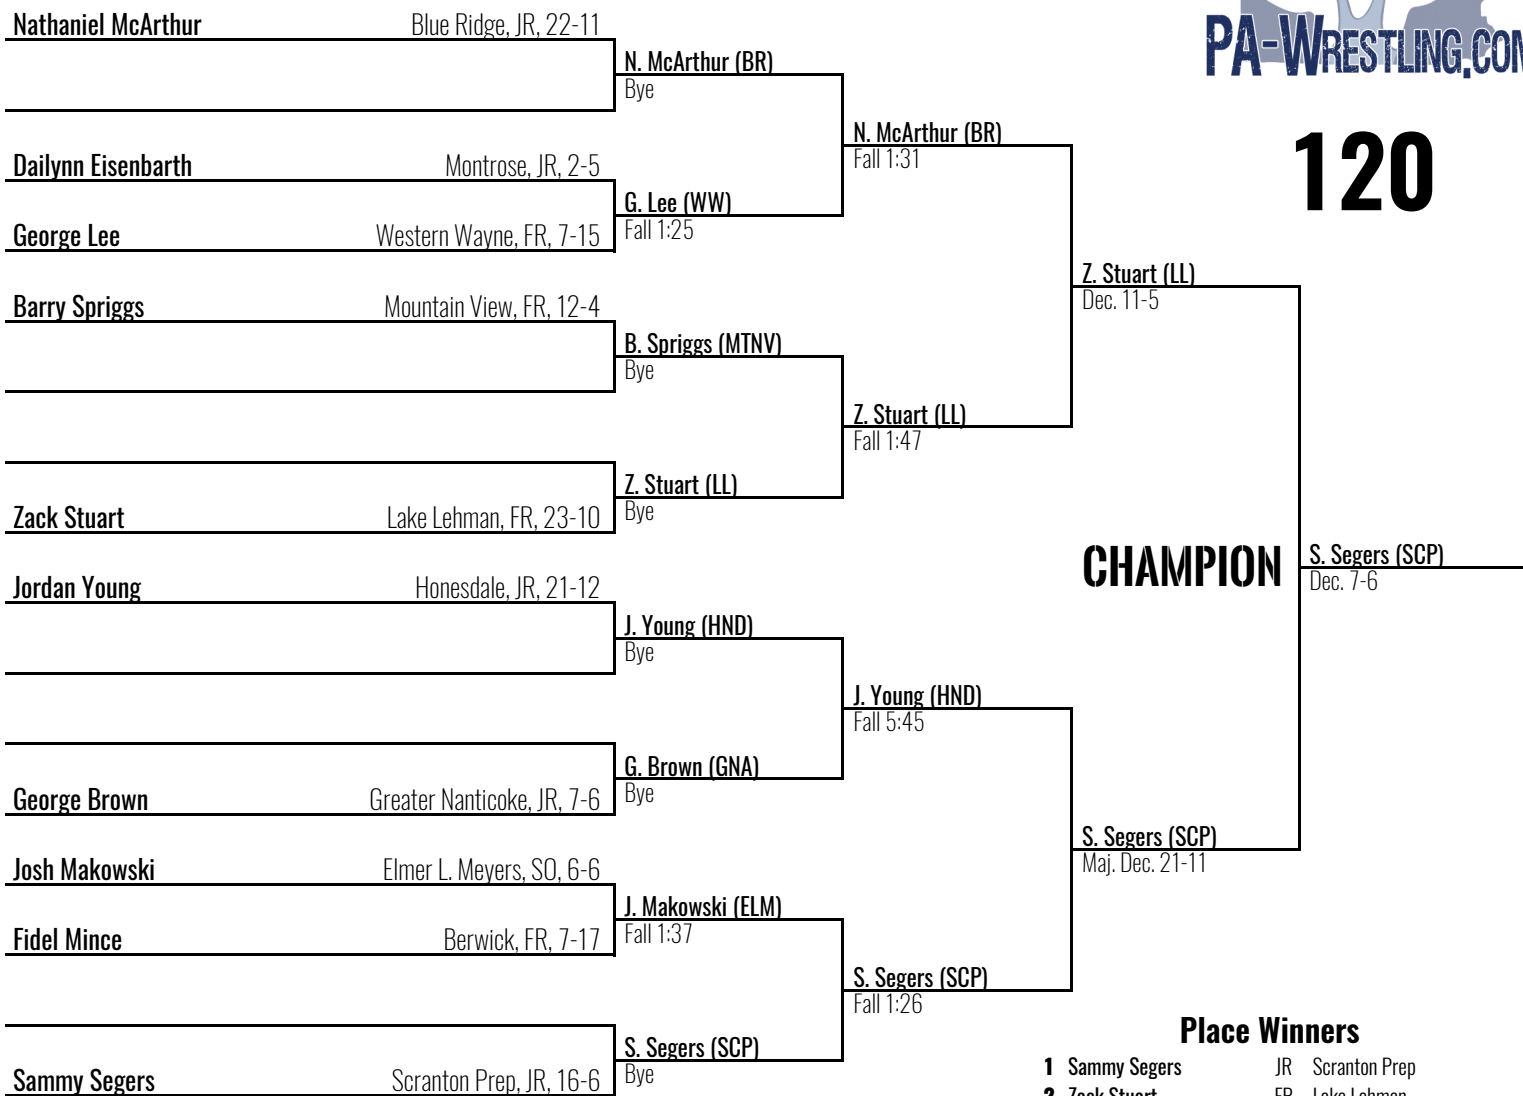 Nathaniel McArthur Blue Ridge, JR, 22-11
PA-WRESTLING.COM
N. McArthur (BR)
Bye
N. McArthur (BR)
Fall 1:31
120
Dailynn Eisenbarth Montrose, JR, 2-5
G. Lee (WW)
Fall 1:25
George Lee Western Wayne, FR, 7-15
Z. Stuart (LL)
Dec. 11-5
Barry Spriggs Mountain View, FR, 12-4
B. Spriggs (MTNV)
Bye
Z. Stuart (LL)
Fall 1:47
Z. Stuart (LL)
Bye
Zack Stuart Lake Lehman, FR, 23-10
CHAMPION
S. Segers (SCP)
Dec. 7-6
Jordan Young Honesdale, JR, 21-12
J. Young (HND)
Bye
J. Young (HND)
Fall 5:45
G. Brown (GNA)
Bye
George Brown Greater Nanticoke, JR, 7-6
S. Segers (SCP)
Maj. Dec. 21-11
Josh Makowski Elmer L. Meyers, SO, 6-6
J. Makowski (ELM)
Fall 1:37
Fidel Mince Berwick, FR, 7-17
S. Segers (SCP)
Fall 1:26
S. Segers (SCP)
Bye
Sammy Segers Scranton Prep, JR, 16-6
Place Winners
1 Sammy Segers JR Scranton Prep
2 Zack Stuart FR Lake Lehman